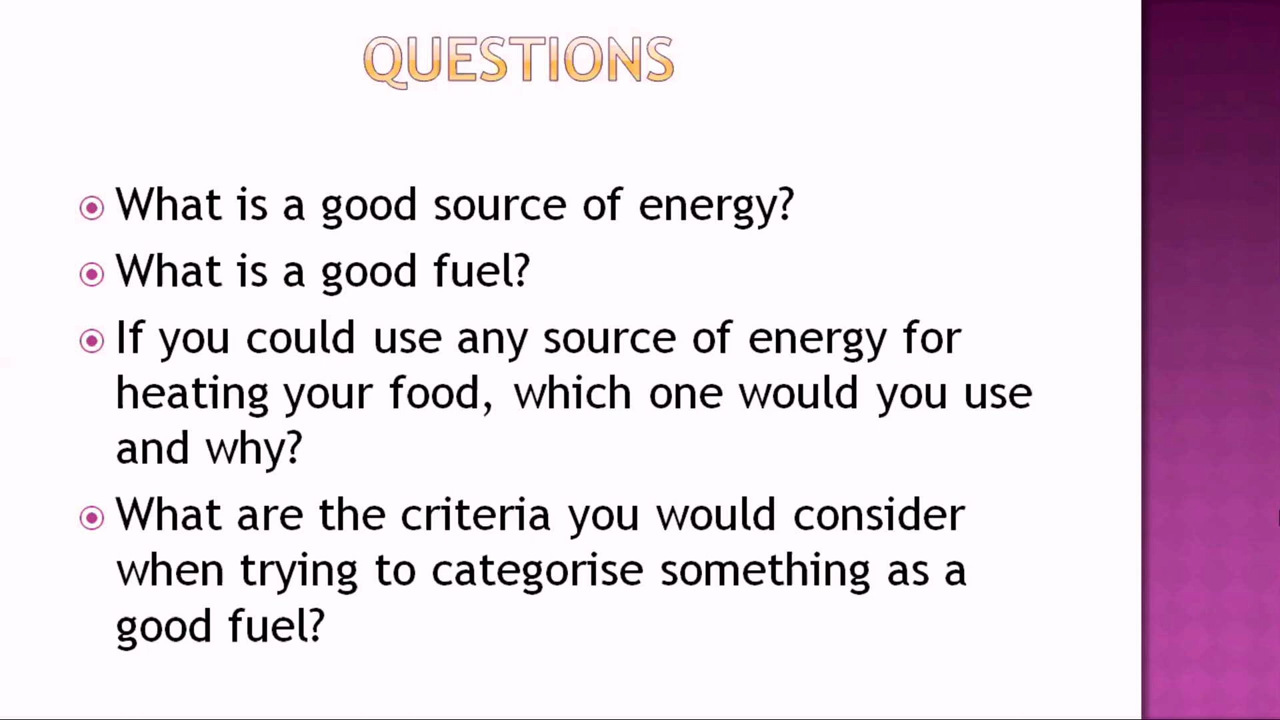 QUESTIONS
What is a good source of energy?
What is a good fuel?
If you could use any source of energy for
heating your food, which one would you use
and why?
What are the criteria you would consider
when trying to categorise something as a
good fuel?